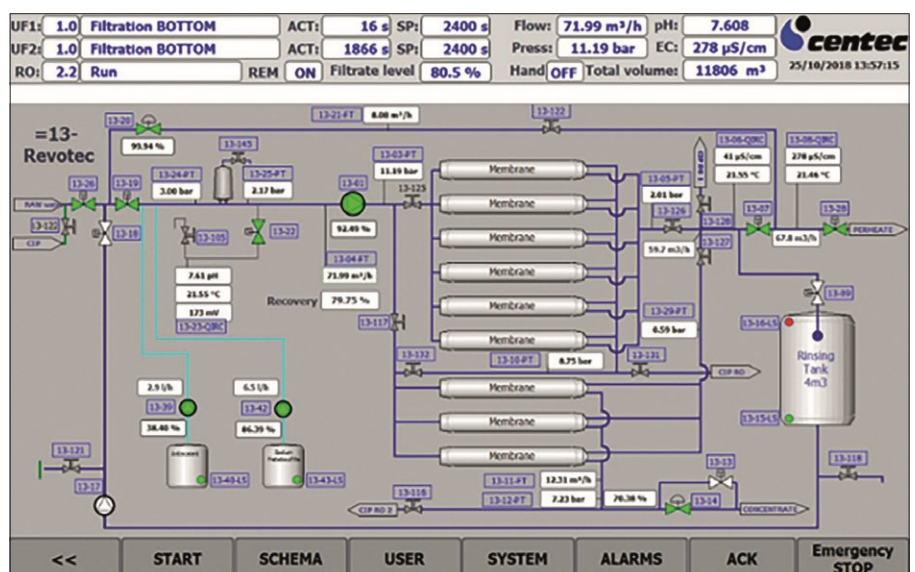 UF1: 1.0 Filtration BOTTOM ACT: 16 s SP: 2400 s Flow: 71.99 m³/h pH: 7.608
UF2: 1.0 Filtration BOTTOM ACT: 1866 s SP: 2400 s Press: 11.19 bar EC: 278 µS/cm
RO: 2.2 Run REM ON Filtrate level 80.5 % Hand OFF Total volume: 11806 m³
centec
25/10/2018 13:57:15
=13-
Revotec
13-20
93.94 %
13-21-FT 8.08 m³/h
13-122
13-143
13-26
13-19
13-24-PT
3.00 bar
13-25-PT
2.17 bar
13-01
92.49 %
13-03-PT
11.19 bar
13-125
13-122
CIP
13-18
13-105
13-22
7.61 pH
21.55 °C
173 mV
13-23-QIRC
13-04-FT
71.99 m³/h
Recovery 79.75 %
13-117
13-132
Membrane
Membrane
Membrane
Membrane
Membrane
Membrane
Membrane
Membrane
Membrane
13-05-PT
2.01 bar
13-126
59.7 m3/h
CIP RO 1
13-128
13-127
13-06-QIRC
41 µS/cm
21.55 °C
13-08-QIRC
278 µS/cm
21.46 °C
13-07
13-28
67.8 m3/h
PERMEATE
13-29-PT
0.59 bar
13-10-PT
8.75 bar
13-131
CIP RO
13-09
13-16-LS
Rinsing
Tank
4m3
13-15-LS
2.9 l/h
13-39
38.40 %
Antiscalant
13-40-LS
6.5 l/h
13-42
86.39 %
Sodium
Metabisulfite
13-43-LS
13-121
13-17
13-118
13-11-FT
12.31 m³/h
13-12-PT
7.23 bar
70.38 %
13-13
13-14
CIP RO 2
13-116
CONCENTRATE
<<
START
SCHEMA
USER
SYSTEM
ALARMS
ACK
Emergency
STOP